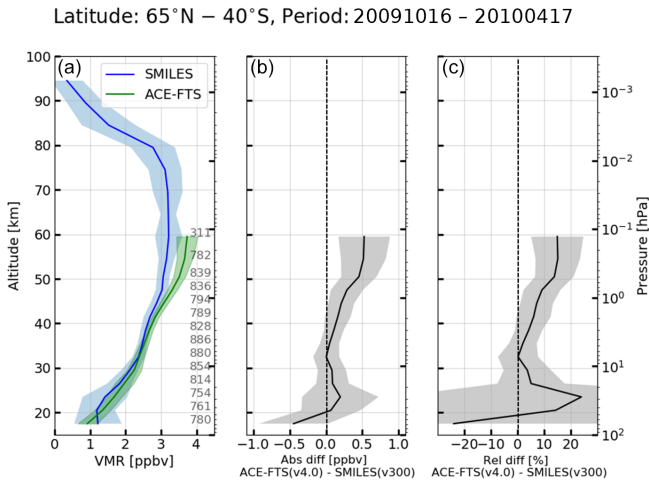 Latitude: 65°N − 40°S, Period: 20091016 – 20100417
(a)
SMILES
ACE-FTS
100
90
80
70
60
50
40
30
20
Altitude [km]
311
782
839
836
794
789
828
886
880
854
814
754
761
780
0 1 2 3 4
VMR [ppbv]
(b)
−1.0 −0.5 0.0 0.5 1.0
Abs diff [ppbv]
ACE-FTS(v4.0) - SMILES(v300)
(c)
−20 −10 0 10 20
Rel diff [%]
ACE-FTS(v4.0) - SMILES(v300)
10⁻³
10⁻²
10⁻¹
10⁰
10¹
10²
Pressure [hPa]